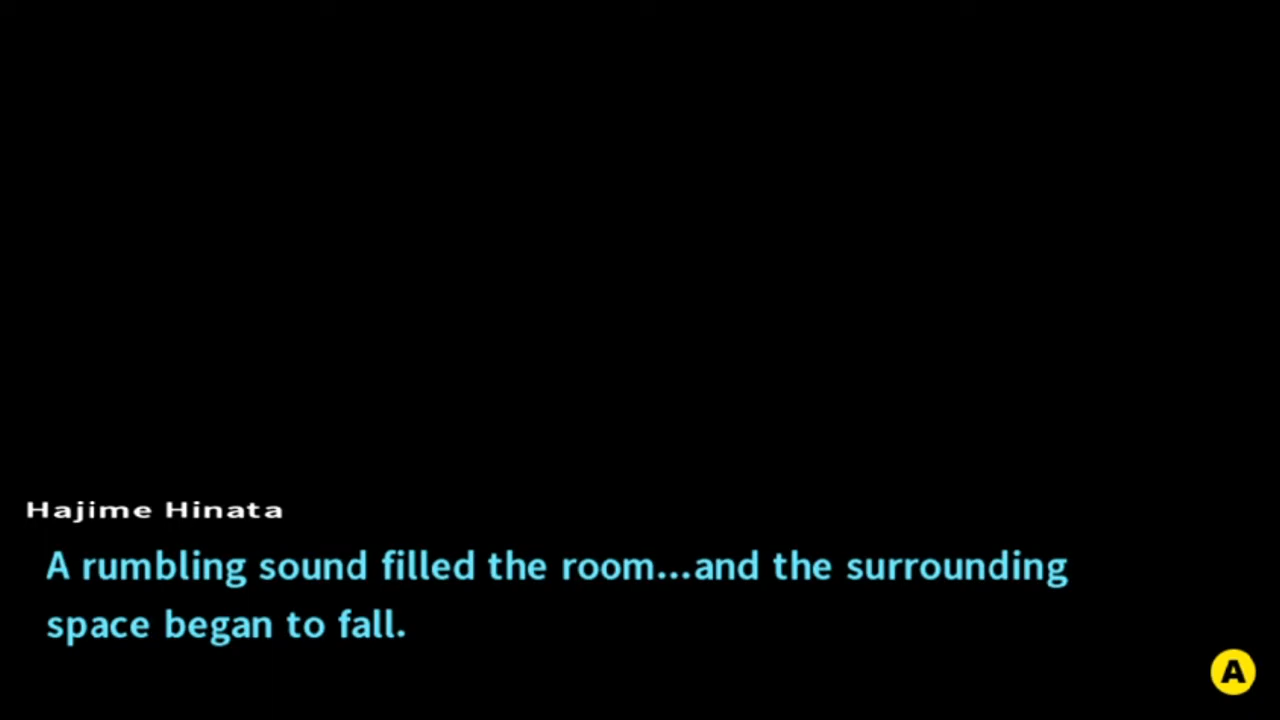 Hajime Hinata
A rumbling sound filled the room...and the surrounding
space began to fall.
A